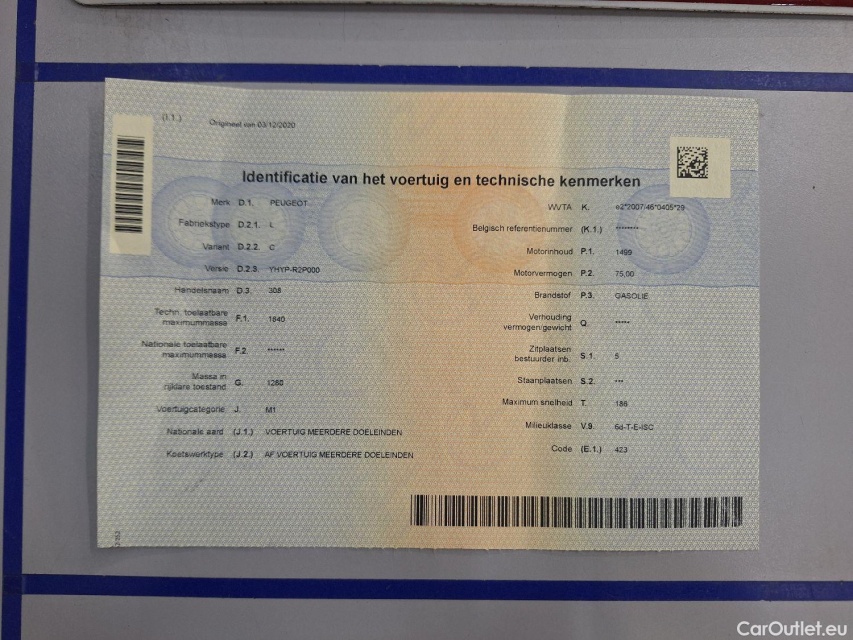 (I.1.) Origineel van 03/12/2020
Identificatie van het voertuig en technische kenmerken
Merk D.1. PEUGEOT
Fabriekstype D.2.1. L
Variant D.2.2. C
Versie D.2.3. YHYP-R2P000
Handelsnaam D.3. 308
Techn. toelaatbare
maximummassa F.1. 1840
Nationale toelaatbare
maximummassa F.2. ******
Massa in
rijklare toestand G. 1280
Voertuigcategorie J. M1
Nationale aard (J.1.) VOERTUIG MEERDERE DOELEINDEN
Koetswerktype (J.2.) AF VOERTUIG MEERDERE DOELEINDEN
WVTA K. e2*2007/46*0405*29
Belgisch referentienummer (K.1.) ********
Motorinhoud P.1. 1499
Motorvermogen P.2. 75,00
Brandstof P.3. GASOLIE
Verhouding
vermogen/gewicht Q. *****
Zitplaatsen
bestuurder inb. S.1. 5
Staanplaatsen S.2. ***
Maximum snelheid T. 186
Milieuklasse V.9. 6d-T-E-ISC
Code (E.1.) 423
CarOutlet.eu